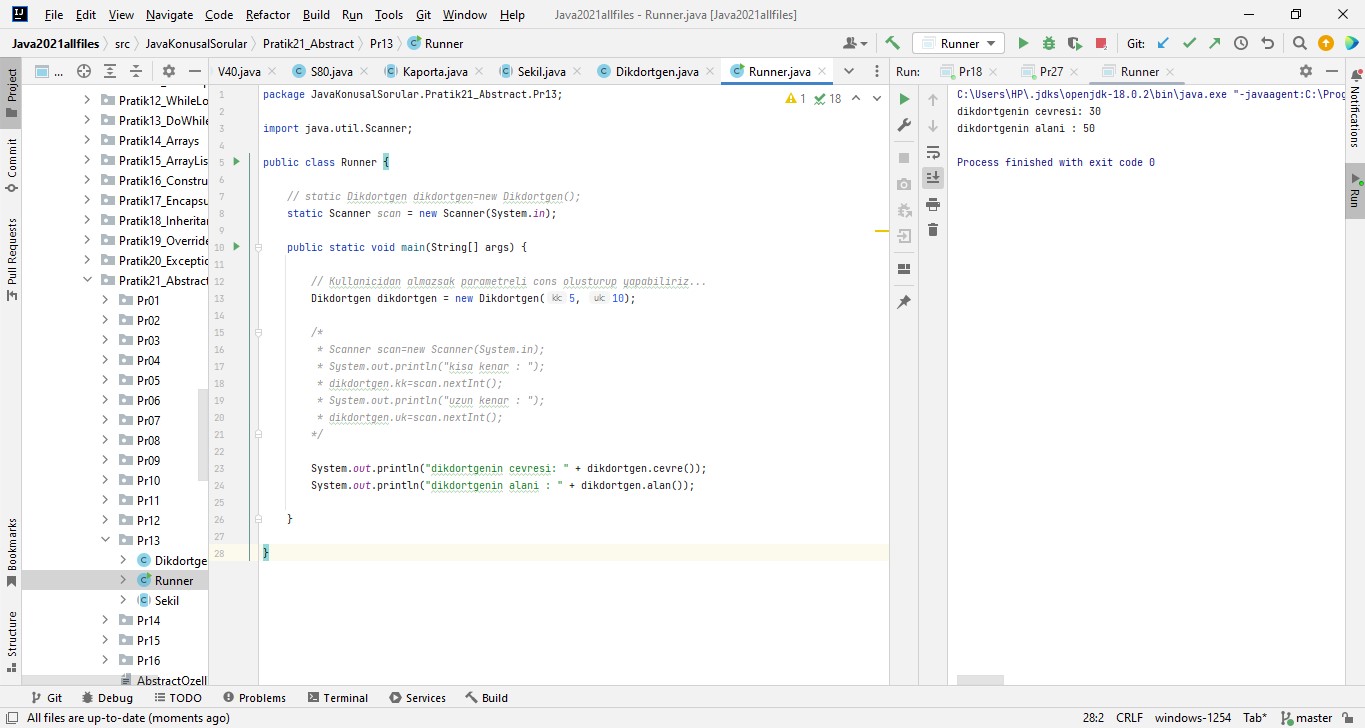 File Edit View Navigate Code Refactor Build Run Tools Git Window Help Java2021allfiles - Runner.java [Java2021allfiles]
Java2021allfiles src JavaKonusalSorular Pratik21_Abstract Pr13 Runner
Runner
Git:
Project
Commit
Pull Requests
Bookmarks
Structure
...
Pratik12_WhileLo
Pratik13_DoWhile
Pratik14_Arrays
Pratik15_ArrayLis
Pratik16_Constru
Pratik17_Encapsu
Pratik18_Inheritar
Pratik19_Override
Pratik20_Exceptio
Pratik21_Abstract
Pr01
Pr02
Pr03
Pr04
Pr05
Pr06
Pr07
Pr08
Pr09
Pr10
Pr11
Pr12
Pr13
Dikdortge
Runner
Sekil
Pr14
Pr15
Pr16
AbstractOzell
V40.java S80.java Kaporta.java Sekil.java Dikdortgen.java Runner.java
1 18
1 package JavaKonusalSorular.Pratik21_Abstract.Pr13;
2
3 import java.util.Scanner;
4
5 public class Runner {
6
7 // static Dikdortgen dikdortgen=new Dikdortgen();
8 static Scanner scan = new Scanner(System.in);
9
10 public static void main(String[] args) {
11
12 // Kullanicidan almazsak parametreli cons olusturup yapabiliriz...
13 Dikdortgen dikdortgen = new Dikdortgen( kk: 5, uk: 10);
14
15 /*
16 * Scanner scan=new Scanner(System.in);
17 * System.out.println("kisa kenar : ");
18 * dikdortgen.kk=scan.nextInt();
19 * System.out.println("uzun kenar : ");
20 * dikdortgen.uk=scan.nextInt();
21 */
22
23 System.out.println("dikdortgenin cevresi: " + dikdortgen.cevre());
24 System.out.println("dikdortgenin alani : " + dikdortgen.alan());
25
26 }
27
28 }
Run: Pr18 Pr27 Runner
C:\Users\HP\.jdks\openjdk-18.0.2\bin\java.exe "-javaagent:C:\Prog
dikdortgenin cevresi: 30
dikdortgenin alani : 50
Process finished with exit code 0
Notifications
Run
Git Debug TODO Problems Terminal Services Build
All files are up-to-date (moments ago) 28:2 CRLF windows-1254 Tab* master